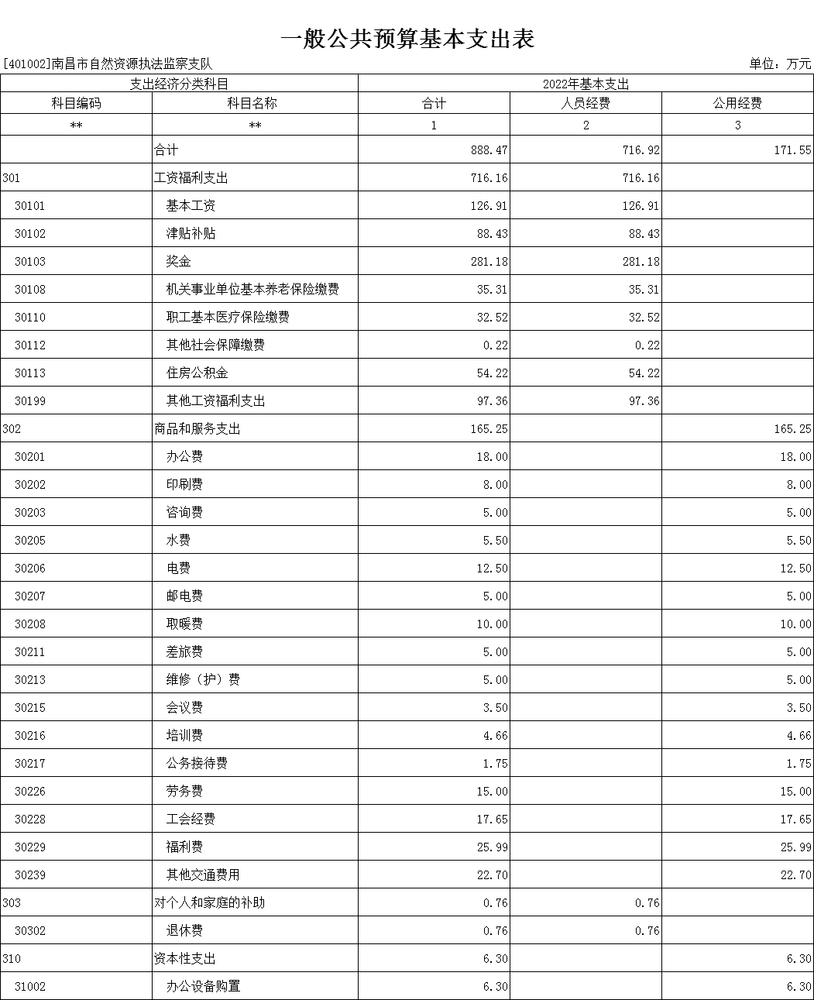 一般公共预算基本支出表
[401002]南昌市自然资源执法监察支队 单位：万元
支出经济分类科目 2022年基本支出
科目编码 科目名称 合计 人员经费 公用经费
** ** 1 2 3
合计 888.47 716.92 171.55
301 工资福利支出 716.16 716.16
30101 基本工资 126.91 126.91
30102 津贴补贴 88.43 88.43
30103 奖金 281.18 281.18
30108 机关事业单位基本养老保险缴费 35.31 35.31
30110 职工基本医疗保险缴费 32.52 32.52
30112 其他社会保障缴费 0.22 0.22
30113 住房公积金 54.22 54.22
30199 其他工资福利支出 97.36 97.36
302 商品和服务支出 165.25 165.25
30201 办公费 18.00 18.00
30202 印刷费 8.00 8.00
30203 咨询费 5.00 5.00
30205 水费 5.50 5.50
30206 电费 12.50 12.50
30207 邮电费 5.00 5.00
30208 取暖费 10.00 10.00
30211 差旅费 5.00 5.00
30213 维修（护）费 5.00 5.00
30215 会议费 3.50 3.50
30216 培训费 4.66 4.66
30217 公务接待费 1.75 1.75
30226 劳务费 15.00 15.00
30228 工会经费 17.65 17.65
30229 福利费 25.99 25.99
30239 其他交通费用 22.70 22.70
303 对个人和家庭的补助 0.76 0.76
30302 退休费 0.76 0.76
310 资本性支出 6.30 6.30
31002 办公设备购置 6.30 6.30